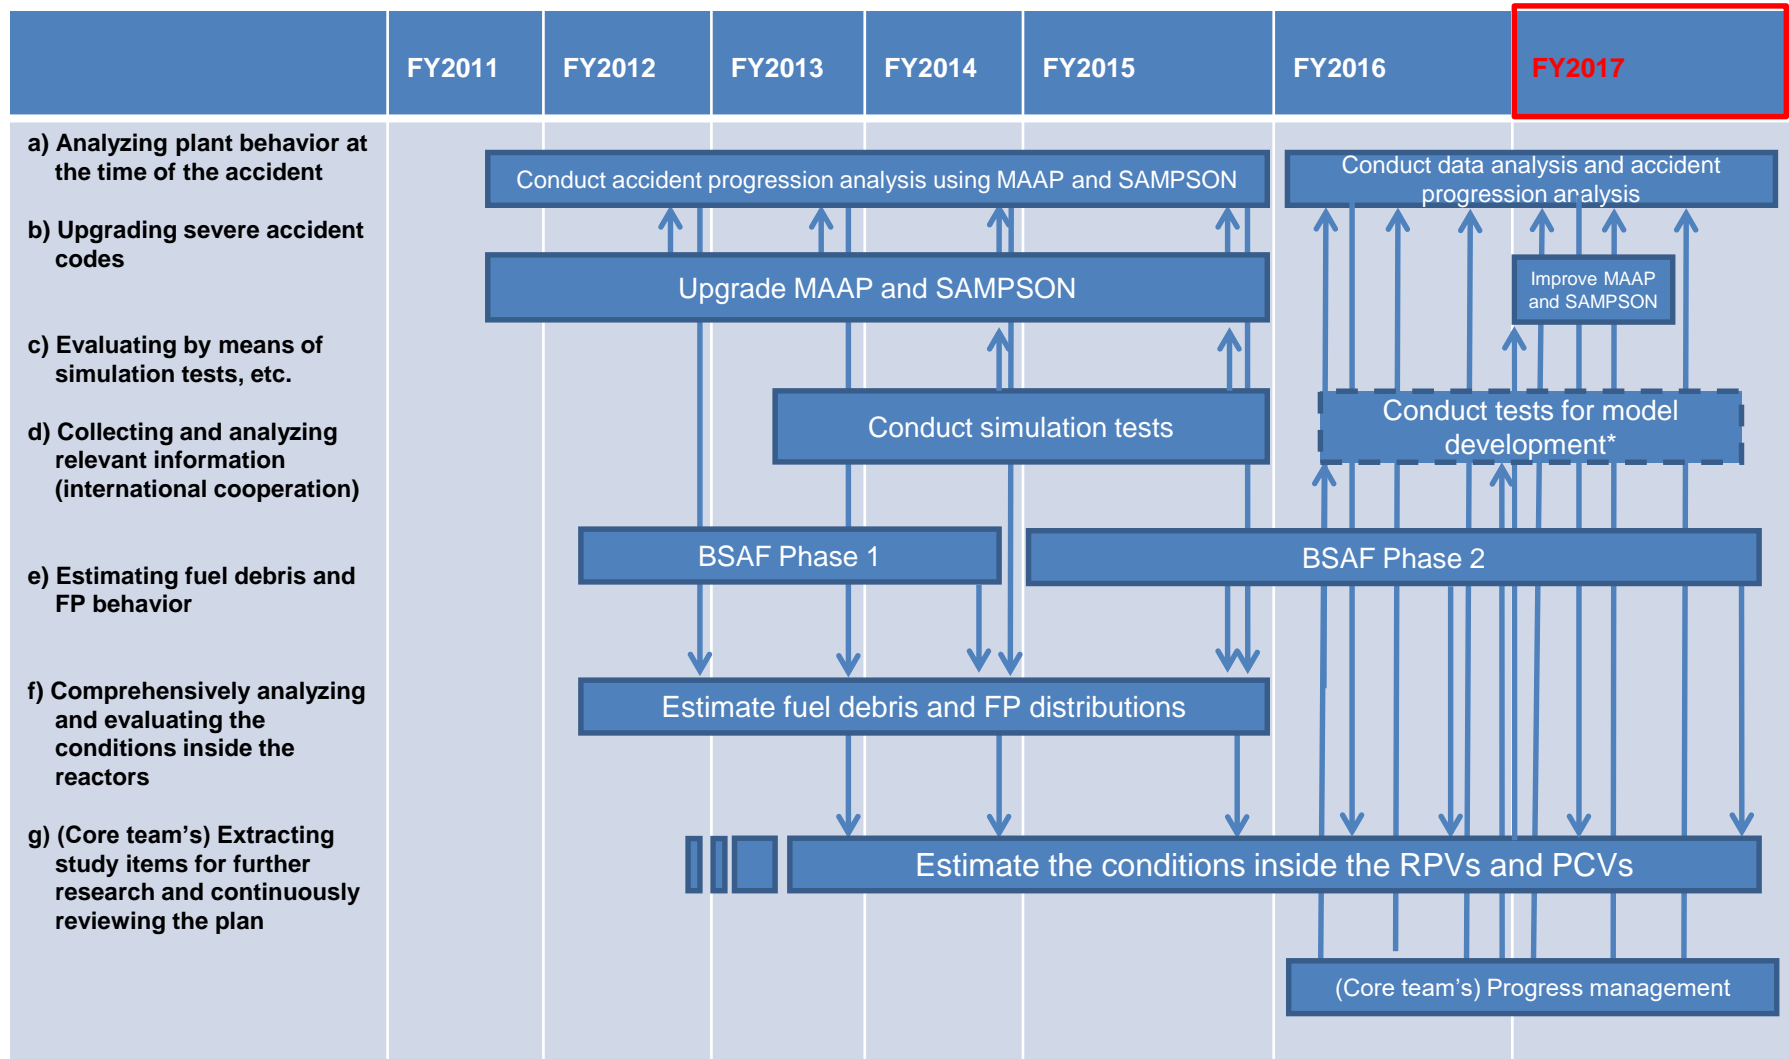 FY2011 FY2012 FY2013 FY2014 FY2015 FY2016 FY2017
a) Analyzing plant behavior at
the time of the accident
b) Upgrading severe accident
codes
c) Evaluating by means of
simulation tests, etc.
d) Collecting and analyzing
relevant information
(international cooperation)
e) Estimating fuel debris and
FP behavior
f) Comprehensively analyzing
and evaluating the
conditions inside the
reactors
g) (Core team’s) Extracting
study items for further
research and continuously
reviewing the plan
Conduct accident progression analysis using MAAP and SAMPSON
Conduct data analysis and accident
progression analysis
Upgrade MAAP and SAMPSON
Improve MAAP
and SAMPSON
Conduct simulation tests
Conduct tests for model
development*
BSAF Phase 1
BSAF Phase 2
Estimate fuel debris and FP distributions
Estimate the conditions inside the RPVs and PCVs
(Core team’s) Progress management